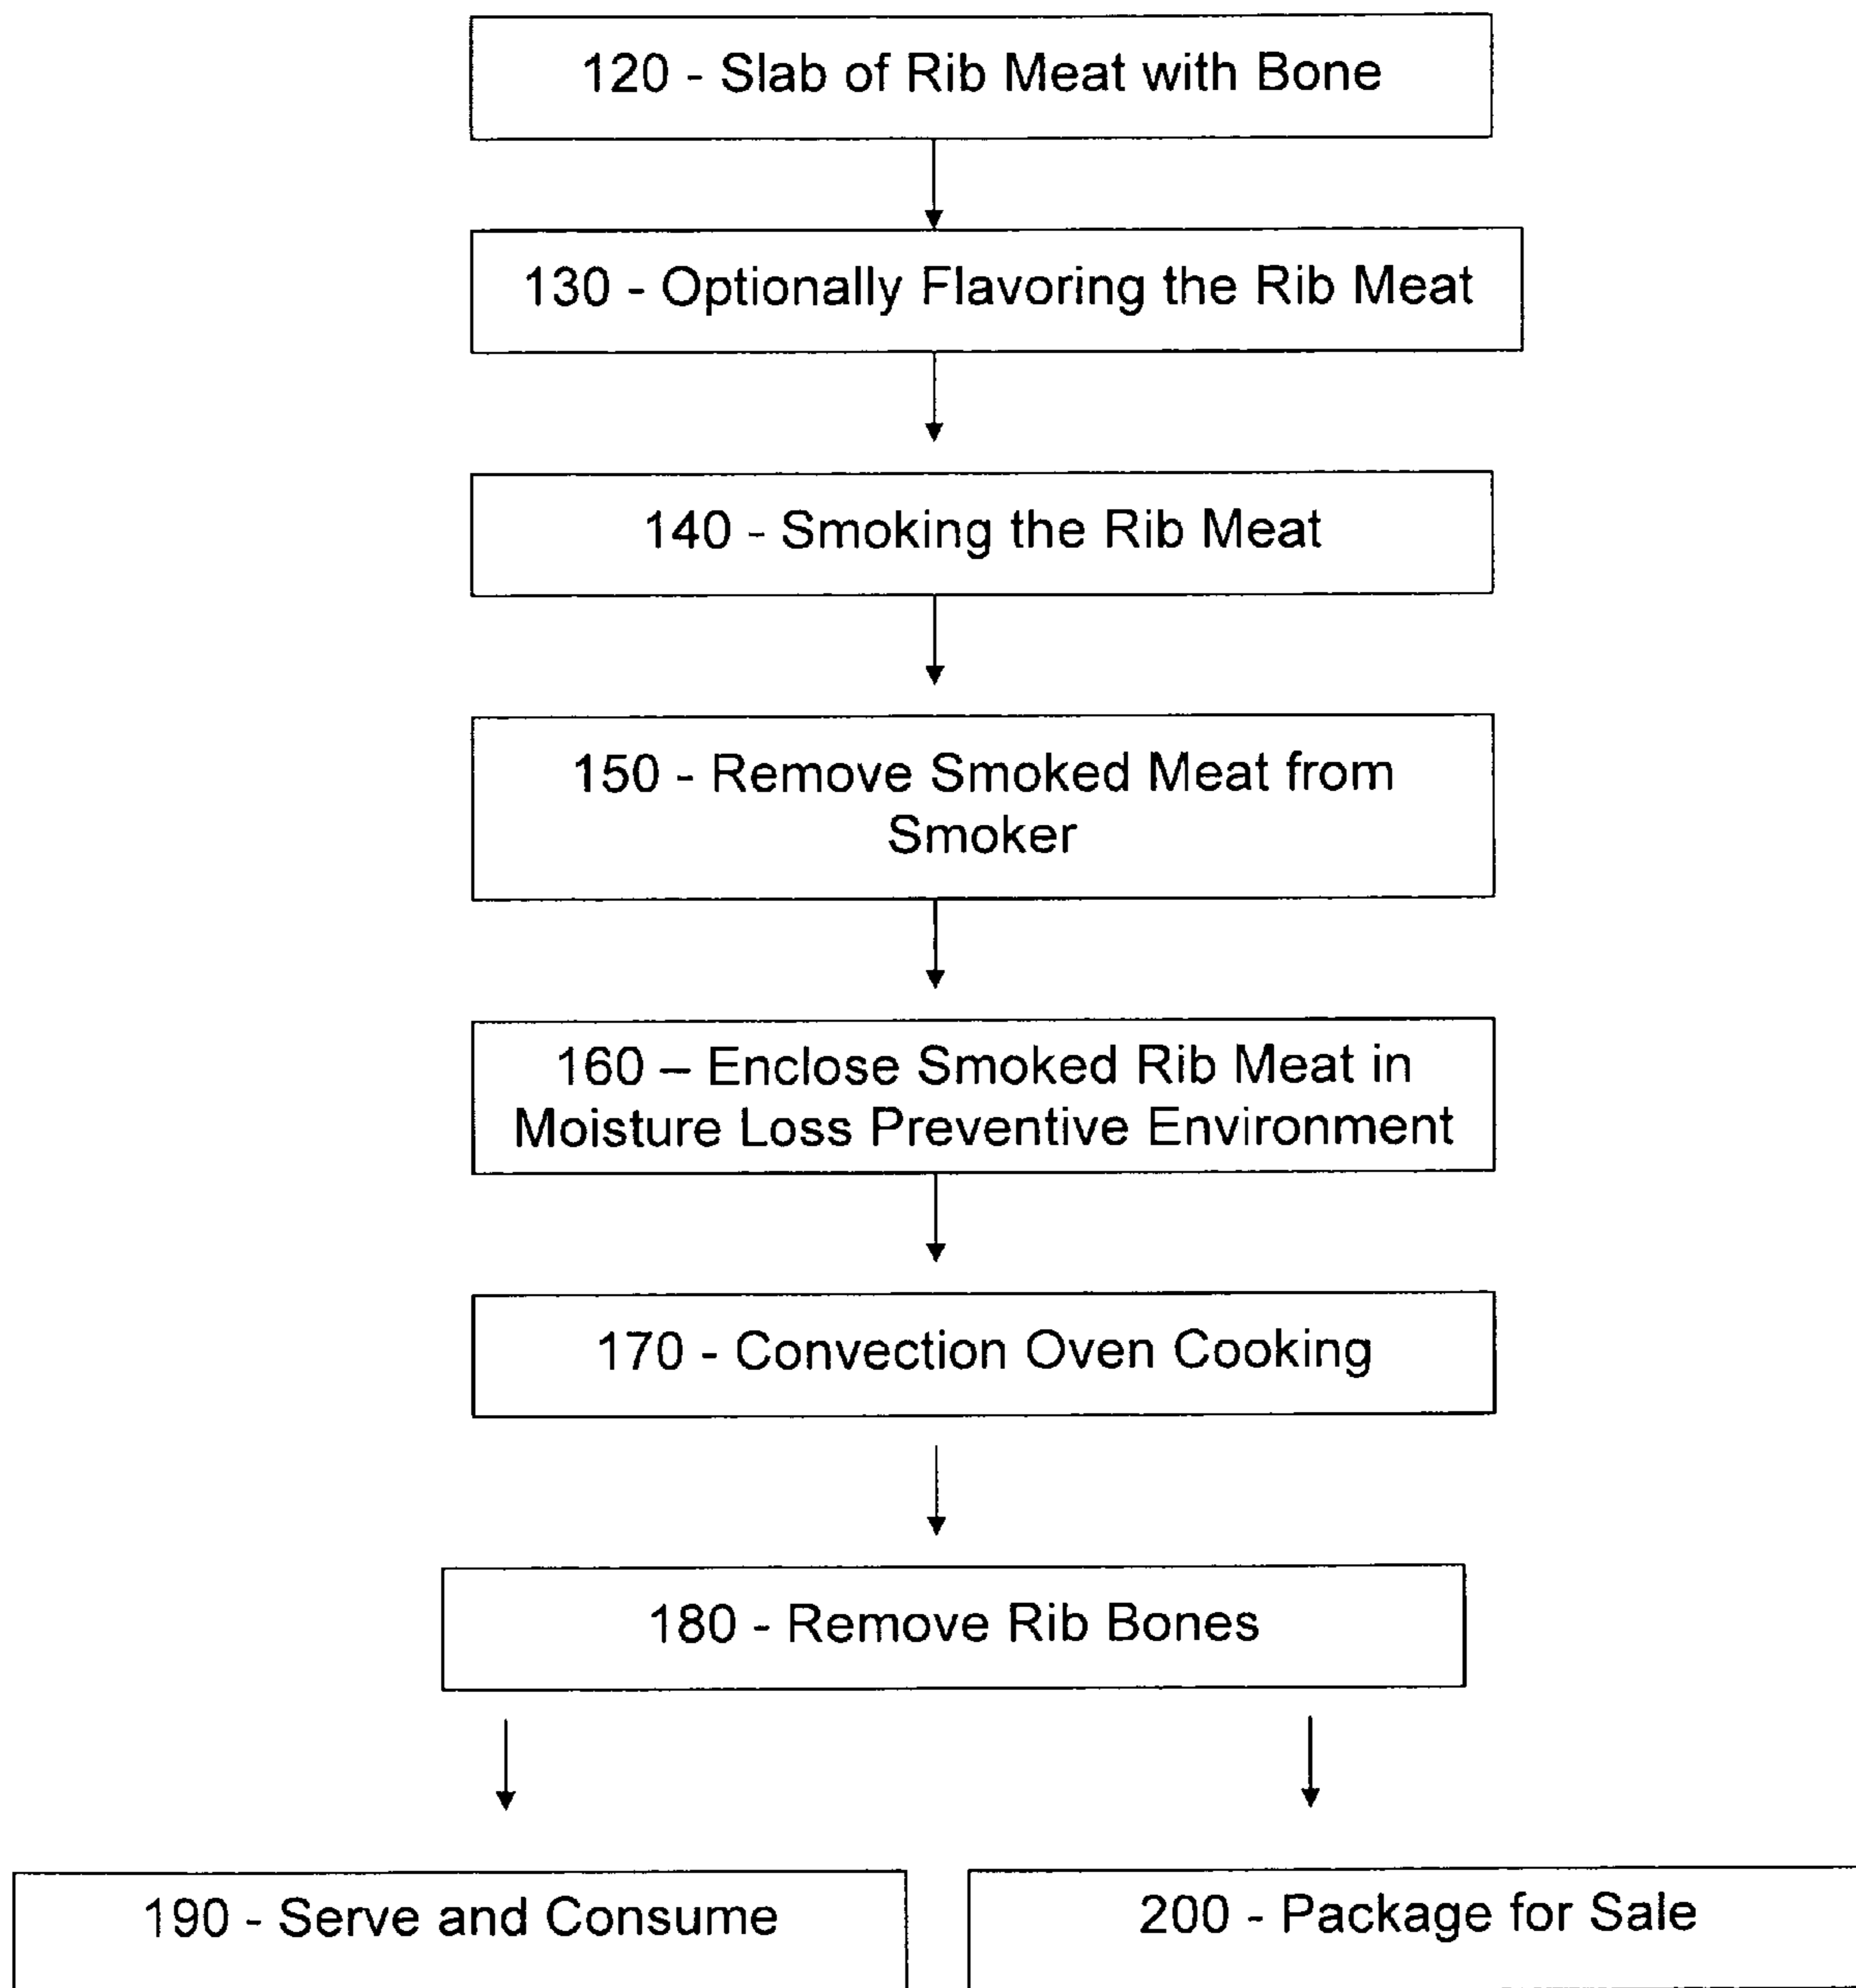 120 - Slab of Rib Meat with Bone
130 - Optionally Flavoring the Rib Meat
140 - Smoking the Rib Meat
150 - Remove Smoked Meat from
Smoker
160 – Enclose Smoked Rib Meat in
Moisture Loss Preventive Environment
170 - Convection Oven Cooking
180 - Remove Rib Bones
190 - Serve and Consume
200 - Package for Sale